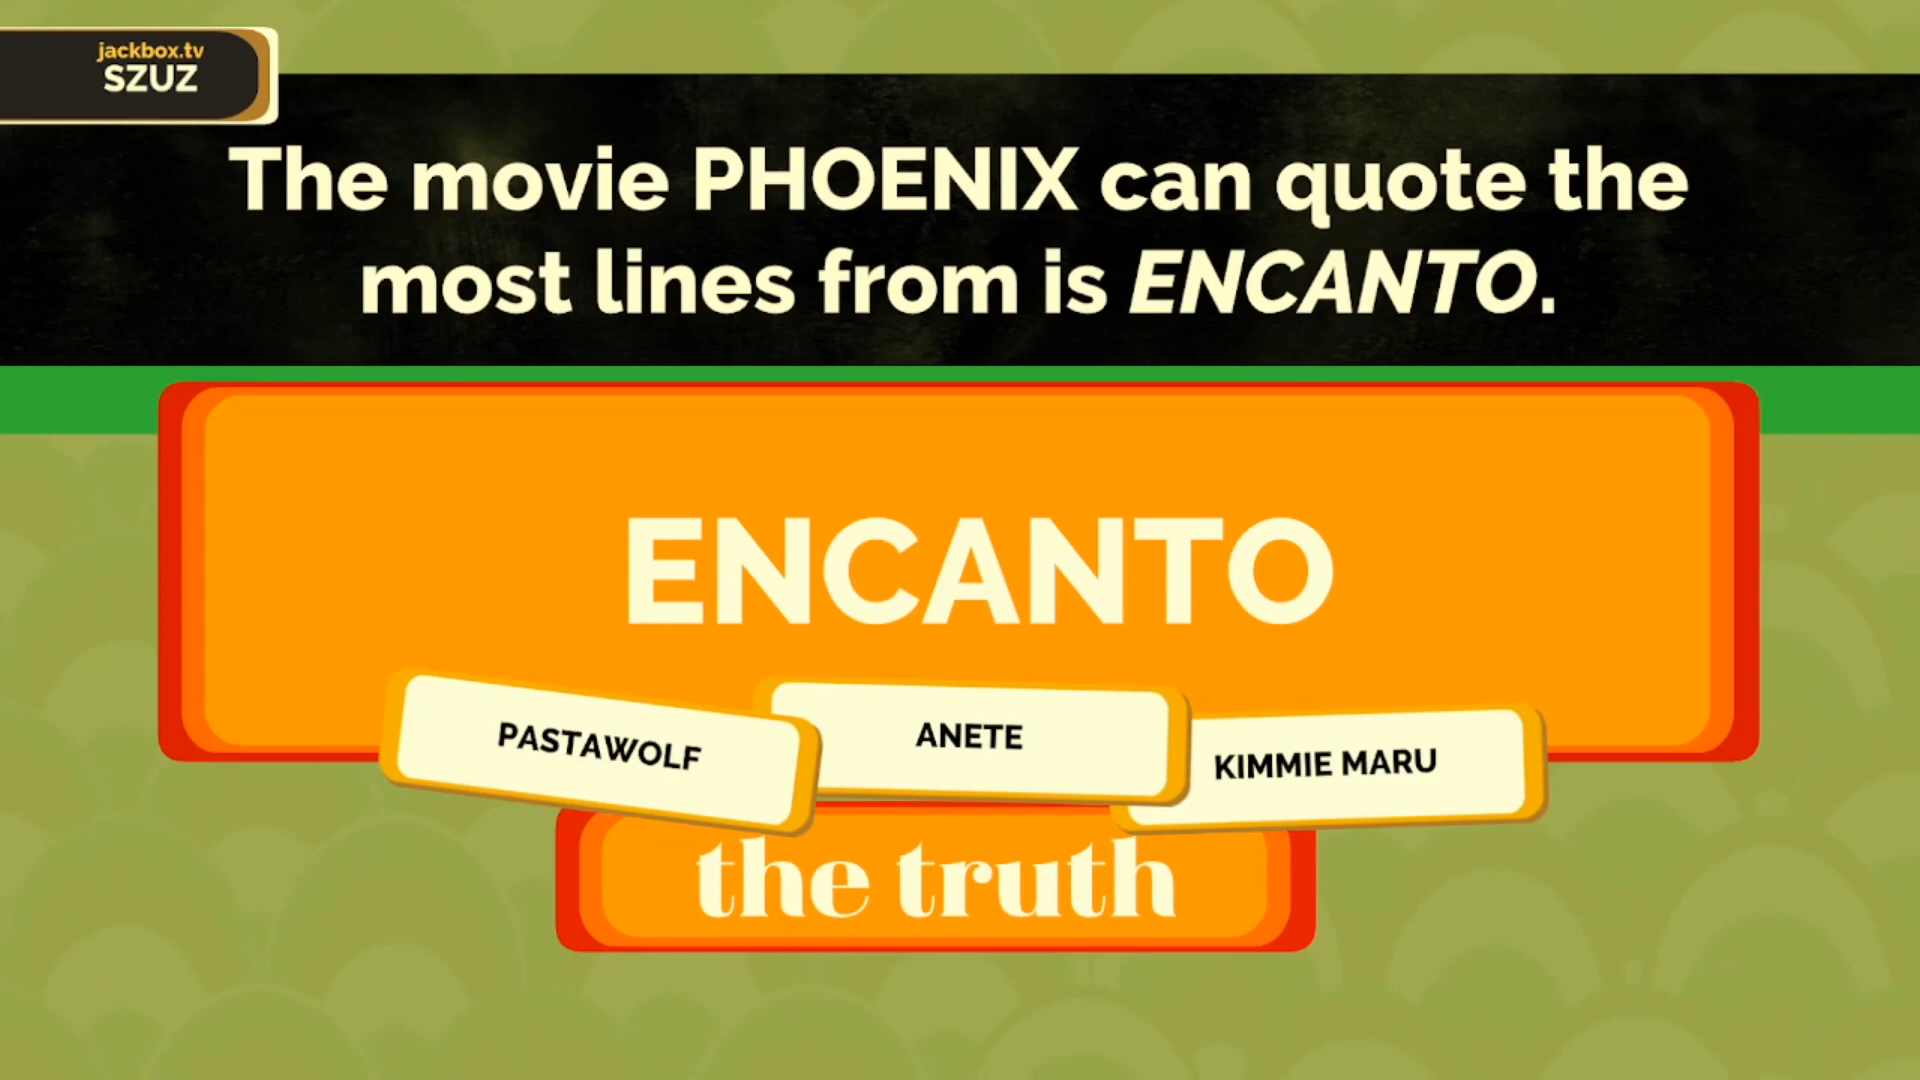 jackbox.tv
SZUZ
The movie PHOENIX can quote the
most lines from is ENCANTO.
ENCANTO
PASTAWOLF
ANETE
KIMMIE MARU
the truth